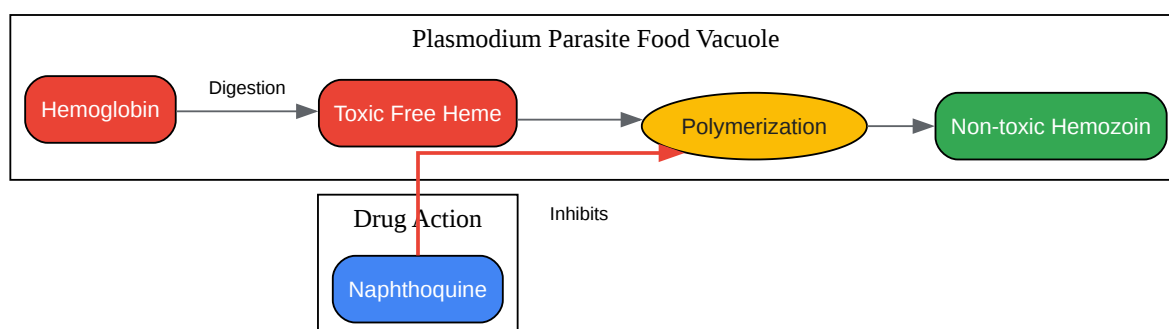 Plasmodium Parasite Food Vacuole
Hemoglobin
Digestion
Toxic Free Heme
Polymerization
Non-toxic Hemozoin
Drug Action
Inhibits
Naphthoquine